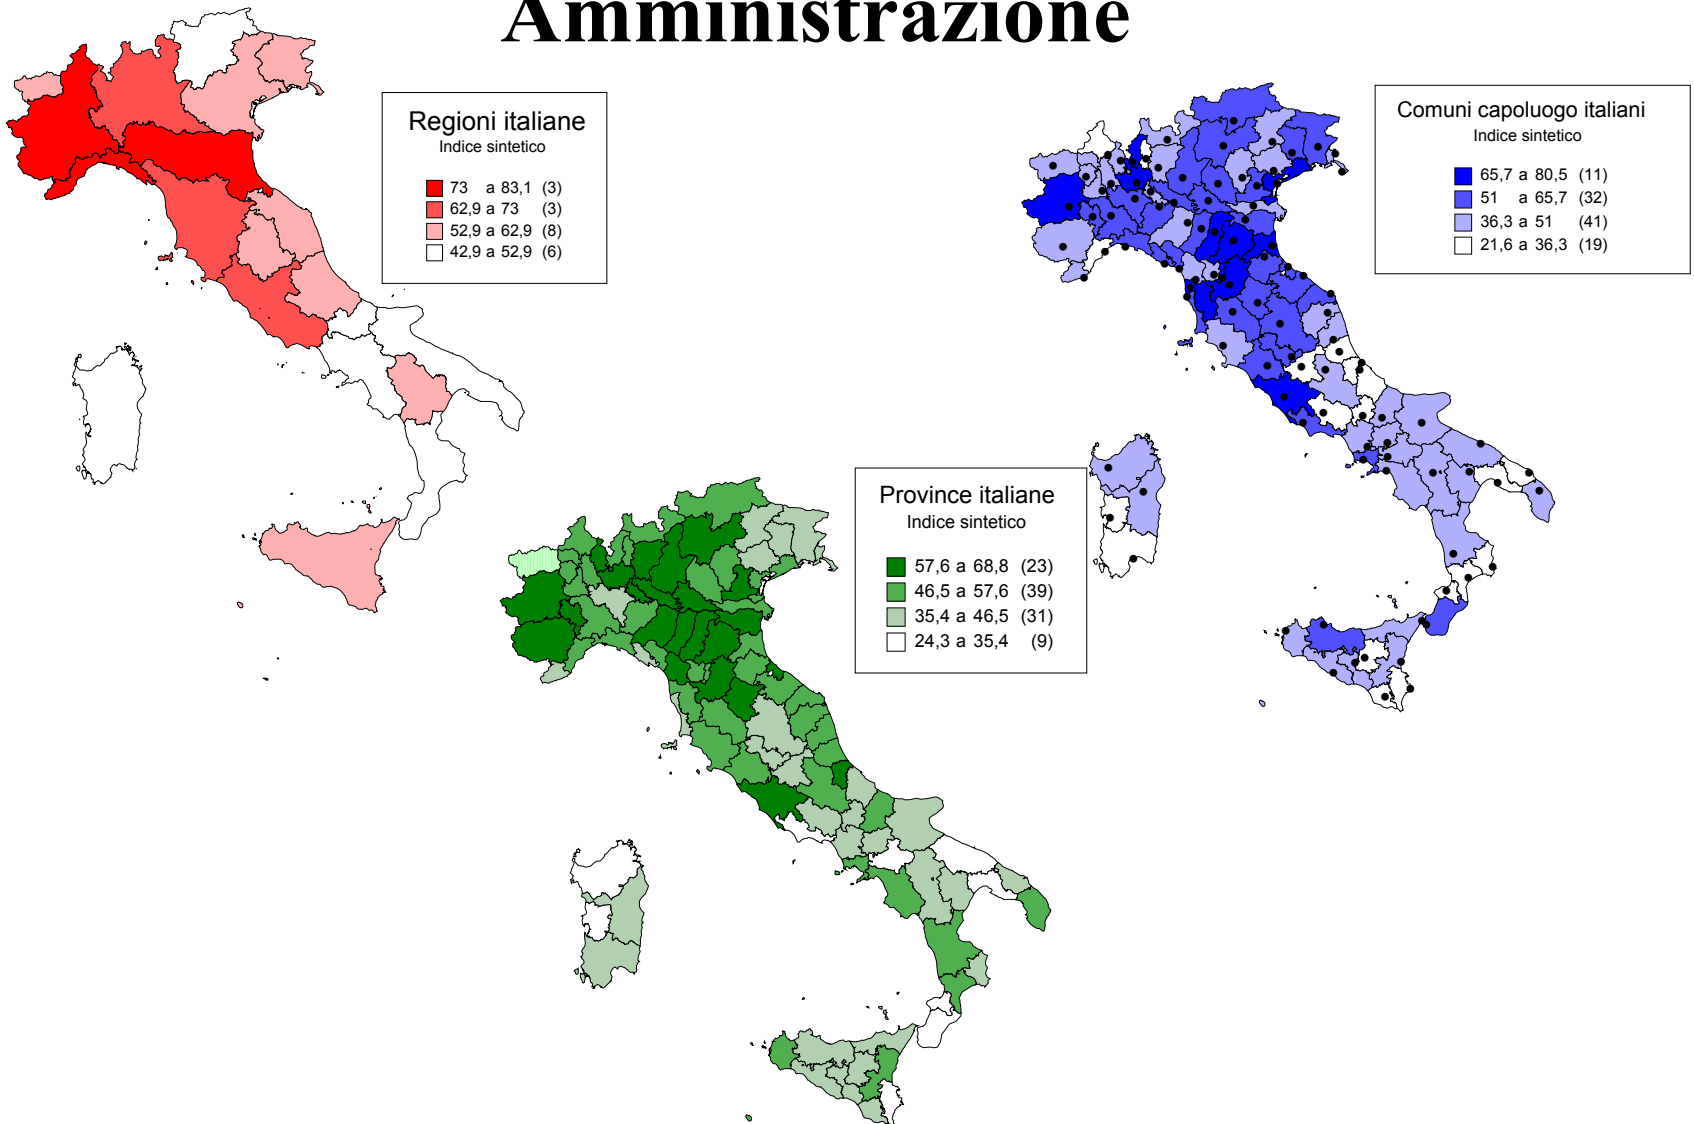 Amministrazione
Regioni italiane
Indice sintetico
73 a 83,1 (3)
62,9 a 73 (3)
52,9 a 62,9 (8)
42,9 a 52,9 (6)
Comuni capoluogo italiani
Indice sintetico
65,7 a 80,5 (11)
51 a 65,7 (32)
36,3 a 51 (41)
21,6 a 36,3 (19)
Province italiane
Indice sintetico
57,6 a 68,8 (23)
46,5 a 57,6 (39)
35,4 a 46,5 (31)
24,3 a 35,4 (9)